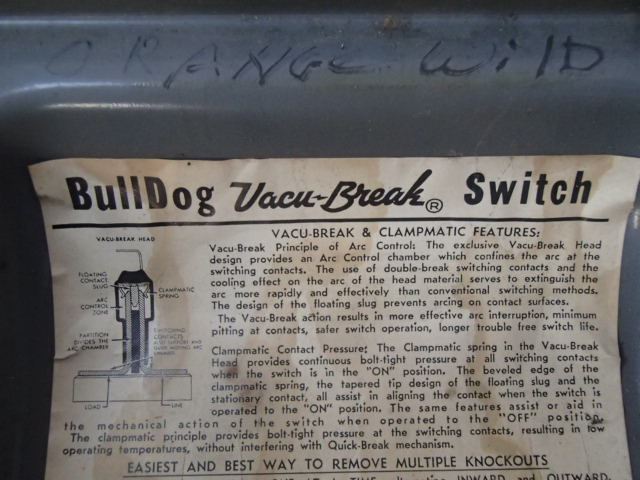 ORANGE WilD
BullDog Vacu-Break® Switch
VACU-BREAK & CLAMPMATIC FEATURES:
VACU-BREAK HEAD
FLOATING
CONTACT
SLUG
CLAMPMATIC
SPRING
ARC
CONTROL
ZONE
PARTITION
DIVIDES THE
ARC CHAMBER
SWITCHING
CONTACTS
LOAD
LINE
Vacu-Break Principle of Arc Control: The exclusive Vacu-Break Head
design provides an Arc Control chamber which confines the arc at the
switching contacts. The use of double-break switching contacts and the
cooling effect on the arc of the head material serves to extinguish the
arc more rapidly and effectively than conventional switching methods.
The design of the floating slug prevents arcing on contact surfaces.
The Vacu-Break action results in more effective arc interruption, minimum
pitting at contacts, safer switch operation, longer trouble free switch life.
Clampmatic Contact Pressure; The Clampmatic spring in the Vacu-Break
Head provides continuous bolt-tight pressure at all switching contacts
when the switch is in the "ON" position. The beveled edge of the
clampmatic spring, the tapered tip design of the floating slug and the
stationary contact, all assist in aligning the contact when the switch is
operated to the "ON" position. The same features assist or aid in
the mechanical action of the switch when operated to the "OFF" position.
The clampmatic principle provides bolt-tight pressure at the switching contacts, resulting in low
operating temperatures, without interfering with Quick-Break mechanism.
EASIEST AND BEST WAY TO REMOVE MULTIPLE KNOCKOUTS
INWARD and OUTWARD.